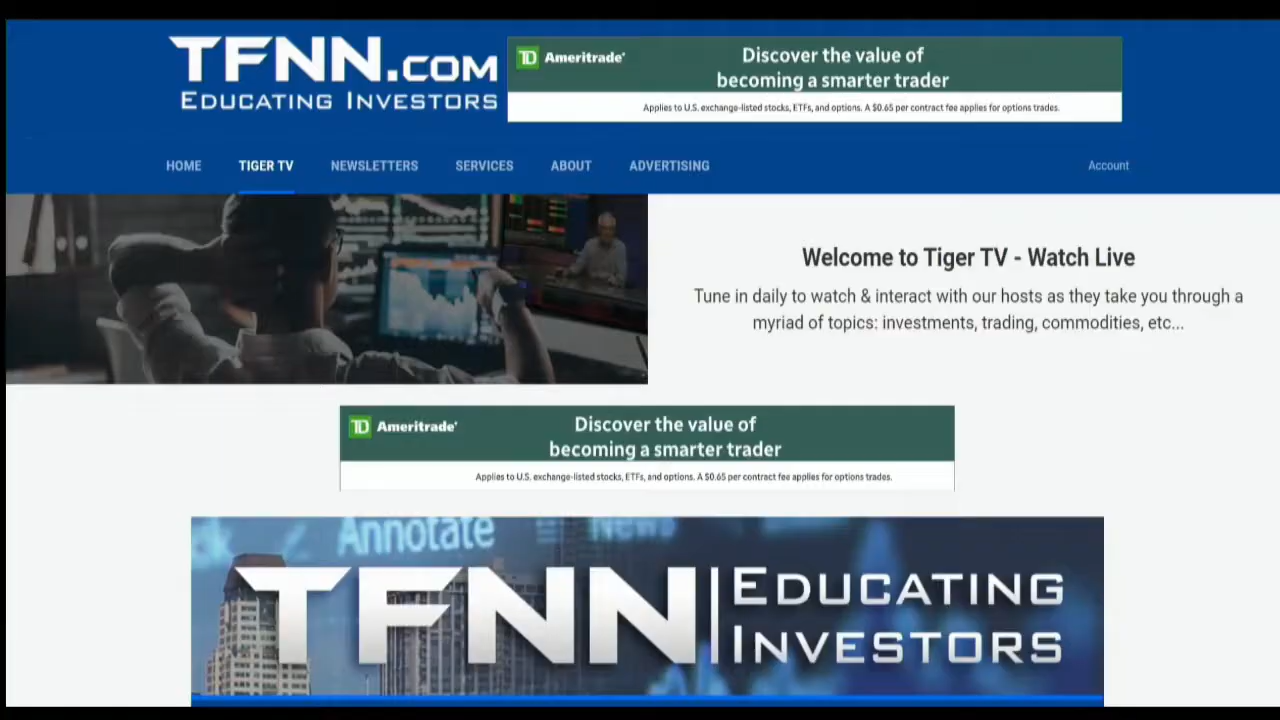 TFNN.COM
EDUCATING INVESTORS
TD Ameritrade
Discover the value of
becoming a smarter trader
Applies to U.S. exchange-listed stocks, ETFs, and options. A $0.65 per contract fee applies for options trades.
HOME TIGER TV NEWSLETTERS SERVICES ABOUT ADVERTISING Account
Welcome to Tiger TV - Watch Live
Tune in daily to watch & interact with our hosts as they take you through a
myriad of topics: investments, trading, commodities, etc...
TD Ameritrade
Discover the value of
becoming a smarter trader
Applies to U.S. exchange-listed stocks, ETFs, and options. A $0.65 per contract fee applies for options trades.
Annotate News
TFNN EDUCATING
INVESTORS